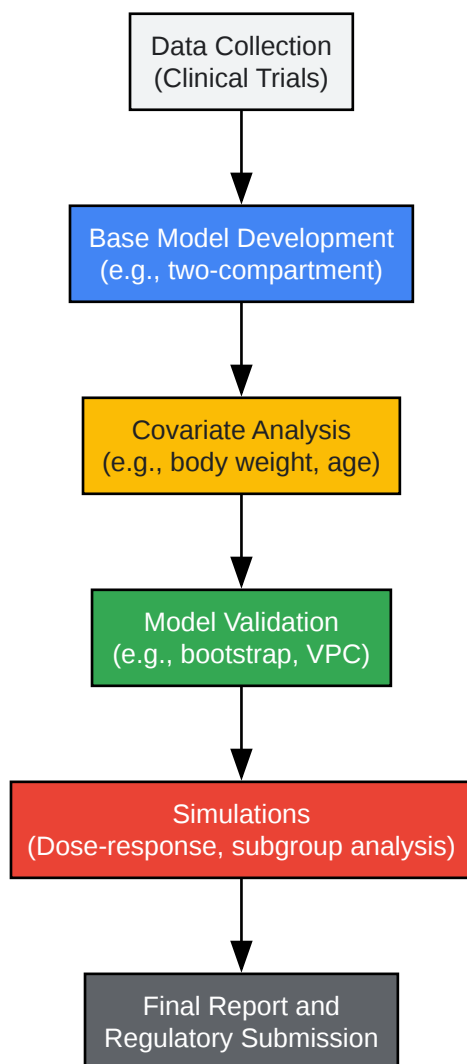 Data Collection
(Clinical Trials)
Base Model Development
(e.g., two-compartment)
Covariate Analysis
(e.g., body weight, age)
Model Validation
(e.g., bootstrap, VPC)
Simulations
(Dose-response, subgroup analysis)
Final Report and
Regulatory Submission